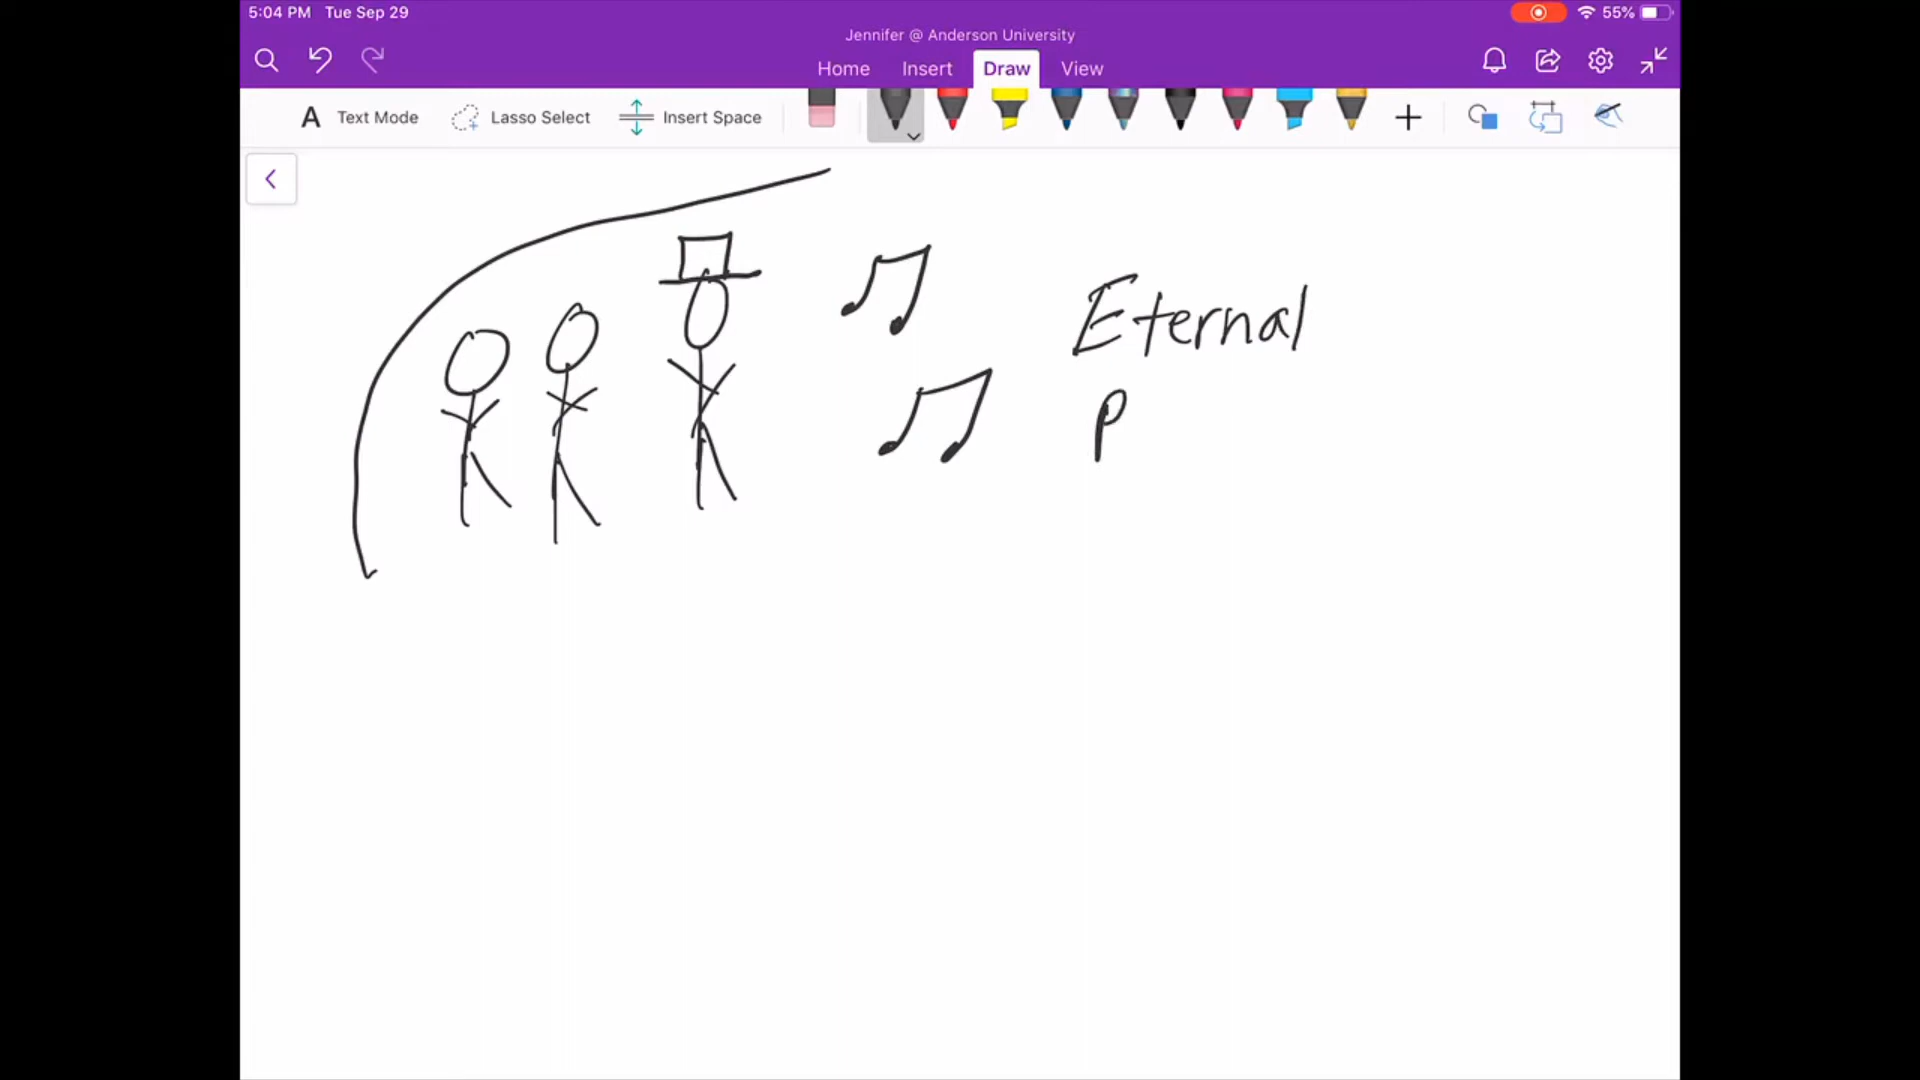 5:04 PM Tue Sep 29
55%
Jennifer @ Anderson University
Home Insert Draw View
A Text Mode Lasso Select Insert Space
Eternal
P